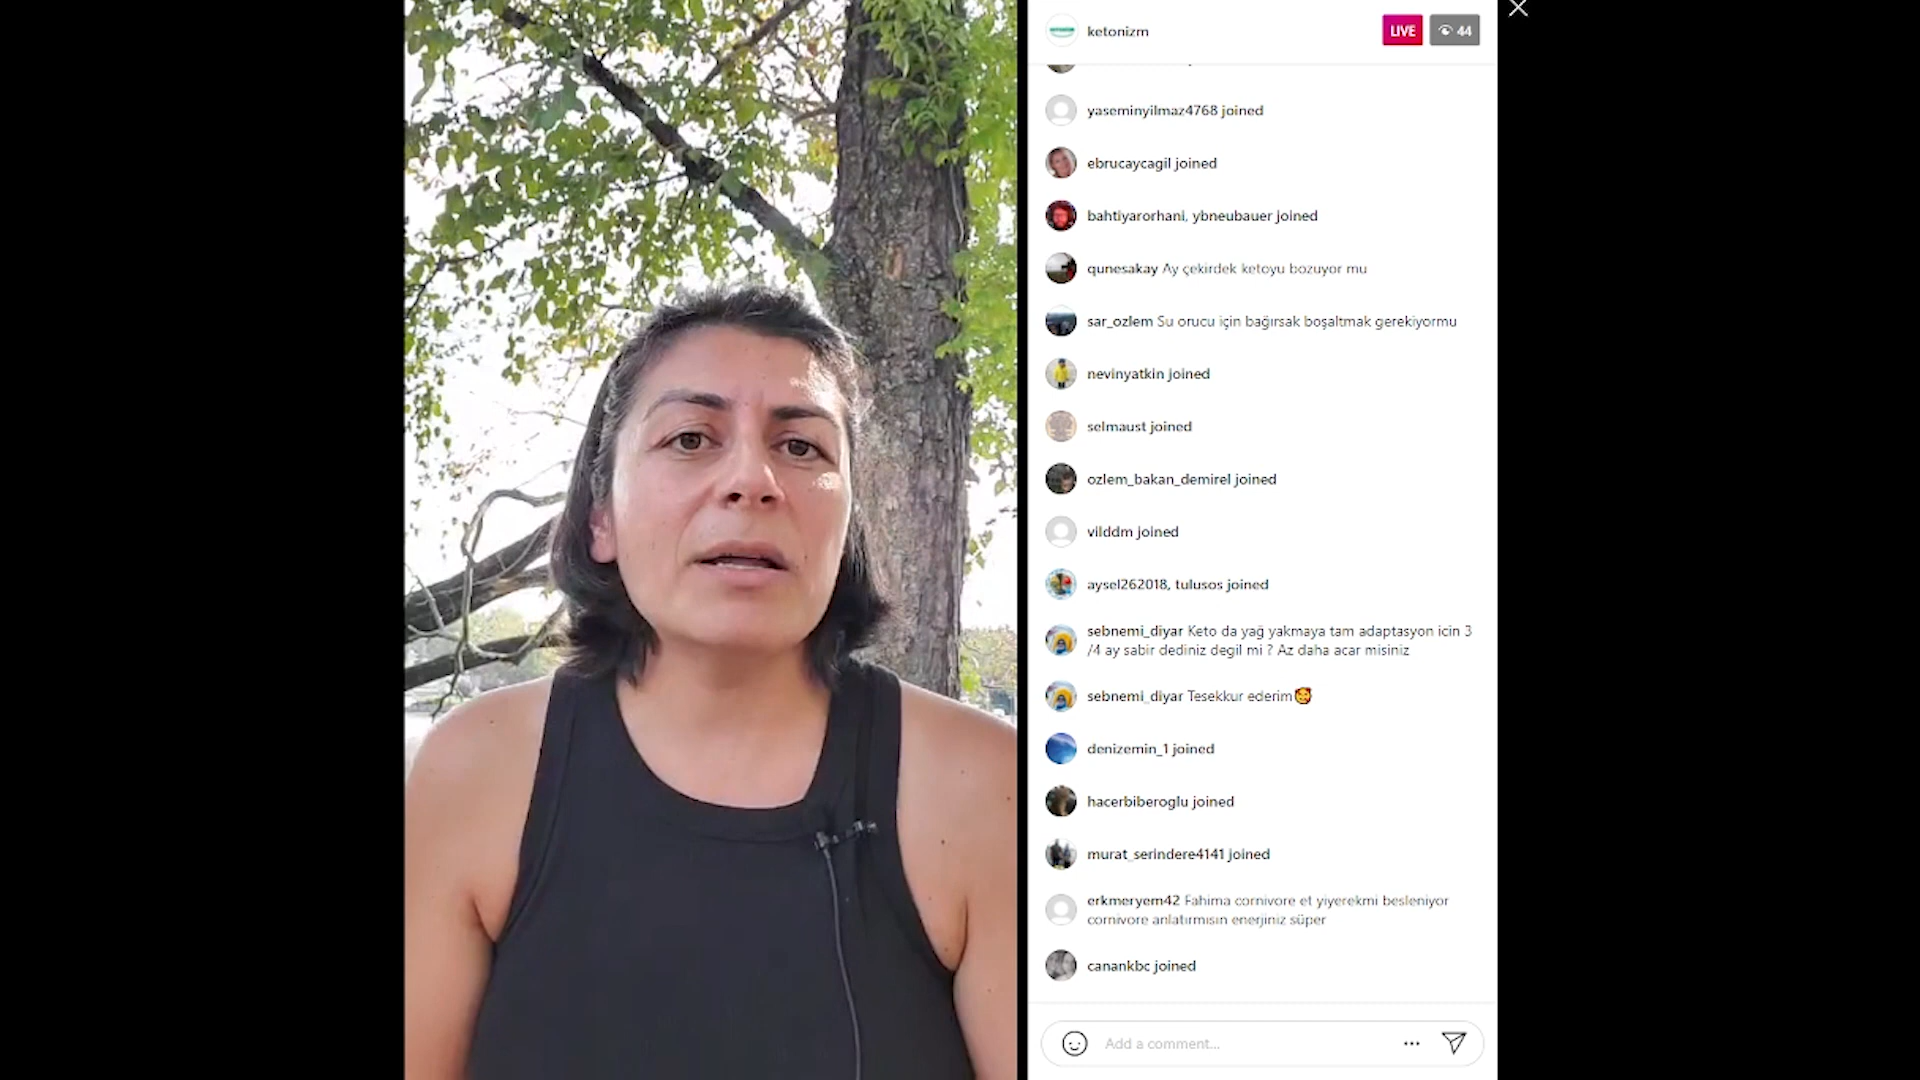 ketonizm
LIVE
44
yaseminyilmaz4768 joined
ebrucaycagil joined
bahtiyarorhani, ybneubauer joined
qunesakay Ay çekirdek ketoyu bozuyor mu
sar_ozlem Su orucu için bağırsak boşaltmak gerekiyormu
nevinyatkin joined
selmaust joined
ozlem_bakan_demirel joined
vilddm joined
aysel262018, tulusos joined
sebnemi_diyar Keto da yağ yakmaya tam adaptasyon icin 3
/4 ay sabir dediniz degil mi ? Az daha acar misiniz
sebnemi_diyar Tesekkur ederim🥰
denizemin_1 joined
hacerbiberoglu joined
murat_serindere4141 joined
erkmeryem42 Fahima cornivore et yiyerekmi besleniyor
cornivore anlatırmısın enerjiniz süper
canankbc joined
Add a comment...